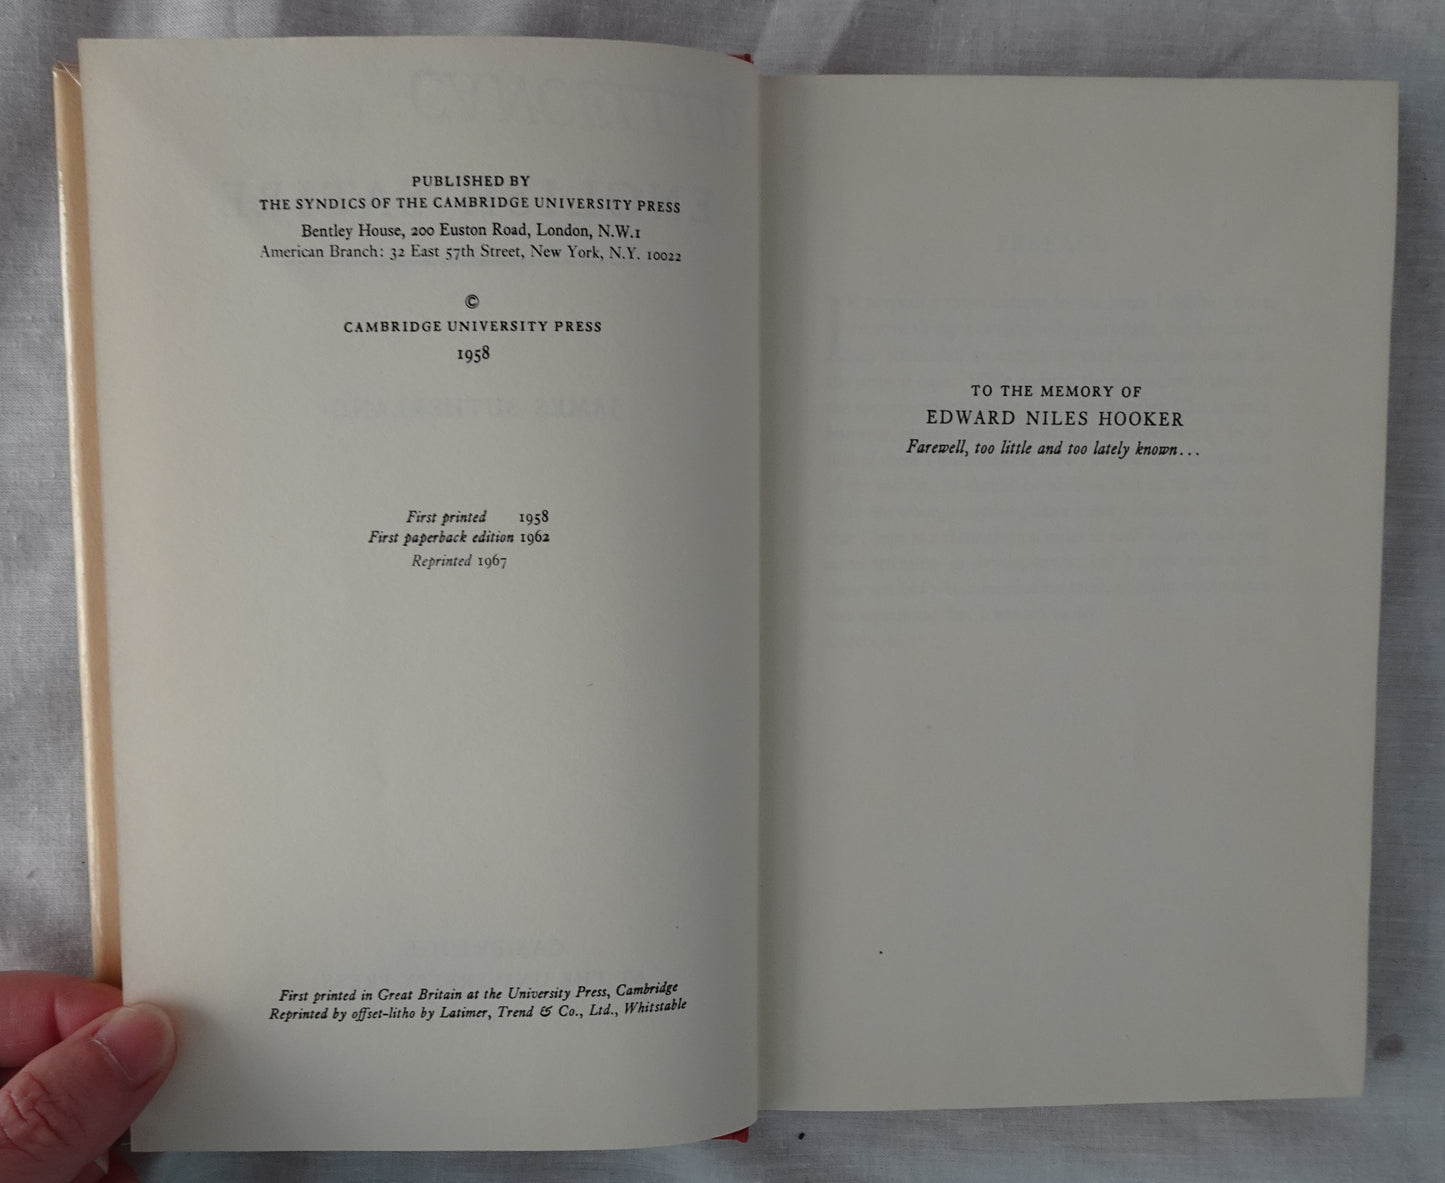 PUBLISHED BY
THE SYNDICS OF THE CAMBRIDGE UNIVERSITY PRESS
Bentley House, 200 Euston Road, London, N.W.1
American Branch: 32 East 57th Street, New York, N.Y. 10022
©
CAMBRIDGE UNIVERSITY PRESS
1958
First printed 1958
First paperback edition 1962
Reprinted 1967
First printed in Great Britain at the University Press, Cambridge
Reprinted by offset-litho by Latimer, Trend & Co., Ltd., Whitstable
TO THE MEMORY OF
EDWARD NILES HOOKER
Farewell, too little and too lately known...